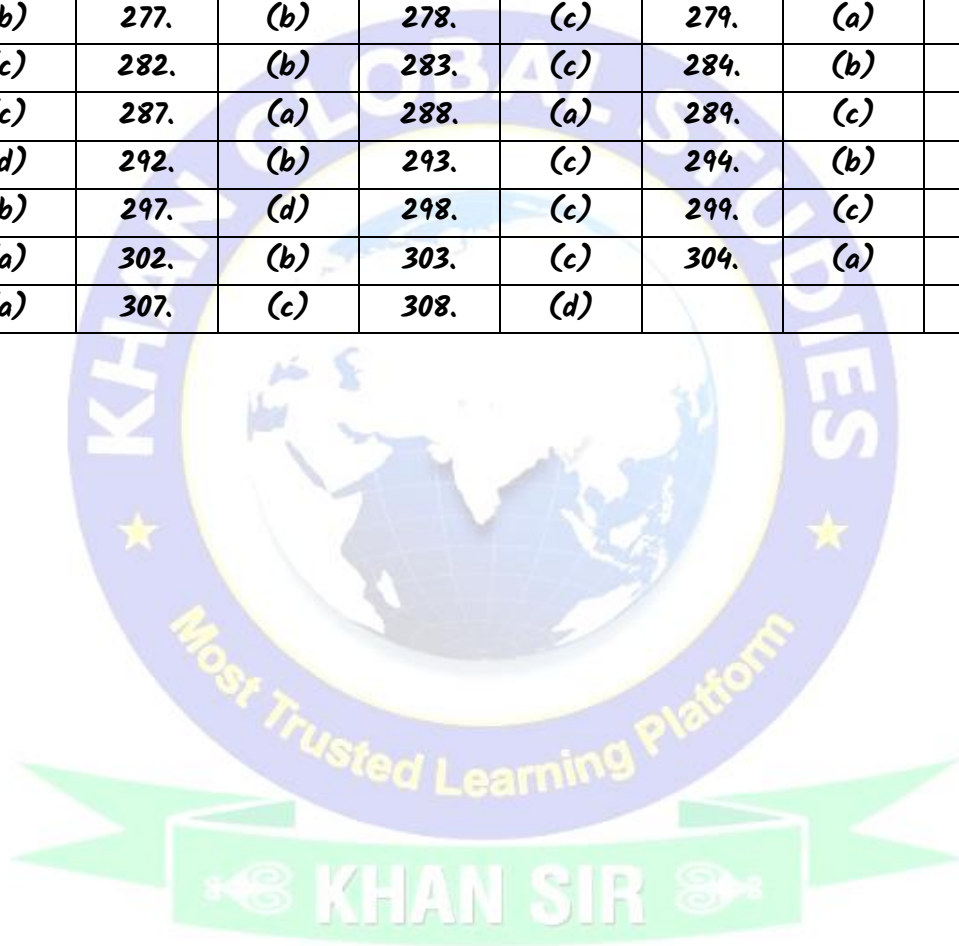 b) 277. (b) 278. (c) 279. (a)
c) 282. (b) 283. (c) 284. (b)
c) 287. (a) 288. (a) 289. (c)
d) 292. (b) 293. (c) 294. (b)
b) 297. (d) 298. (c) 299. (c)
a) 302. (b) 303. (c) 304. (a)
a) 307. (c) 308. (d)
KHAN GLOBAL STUDIES
Most Trusted Learning Platform
KHAN SIR